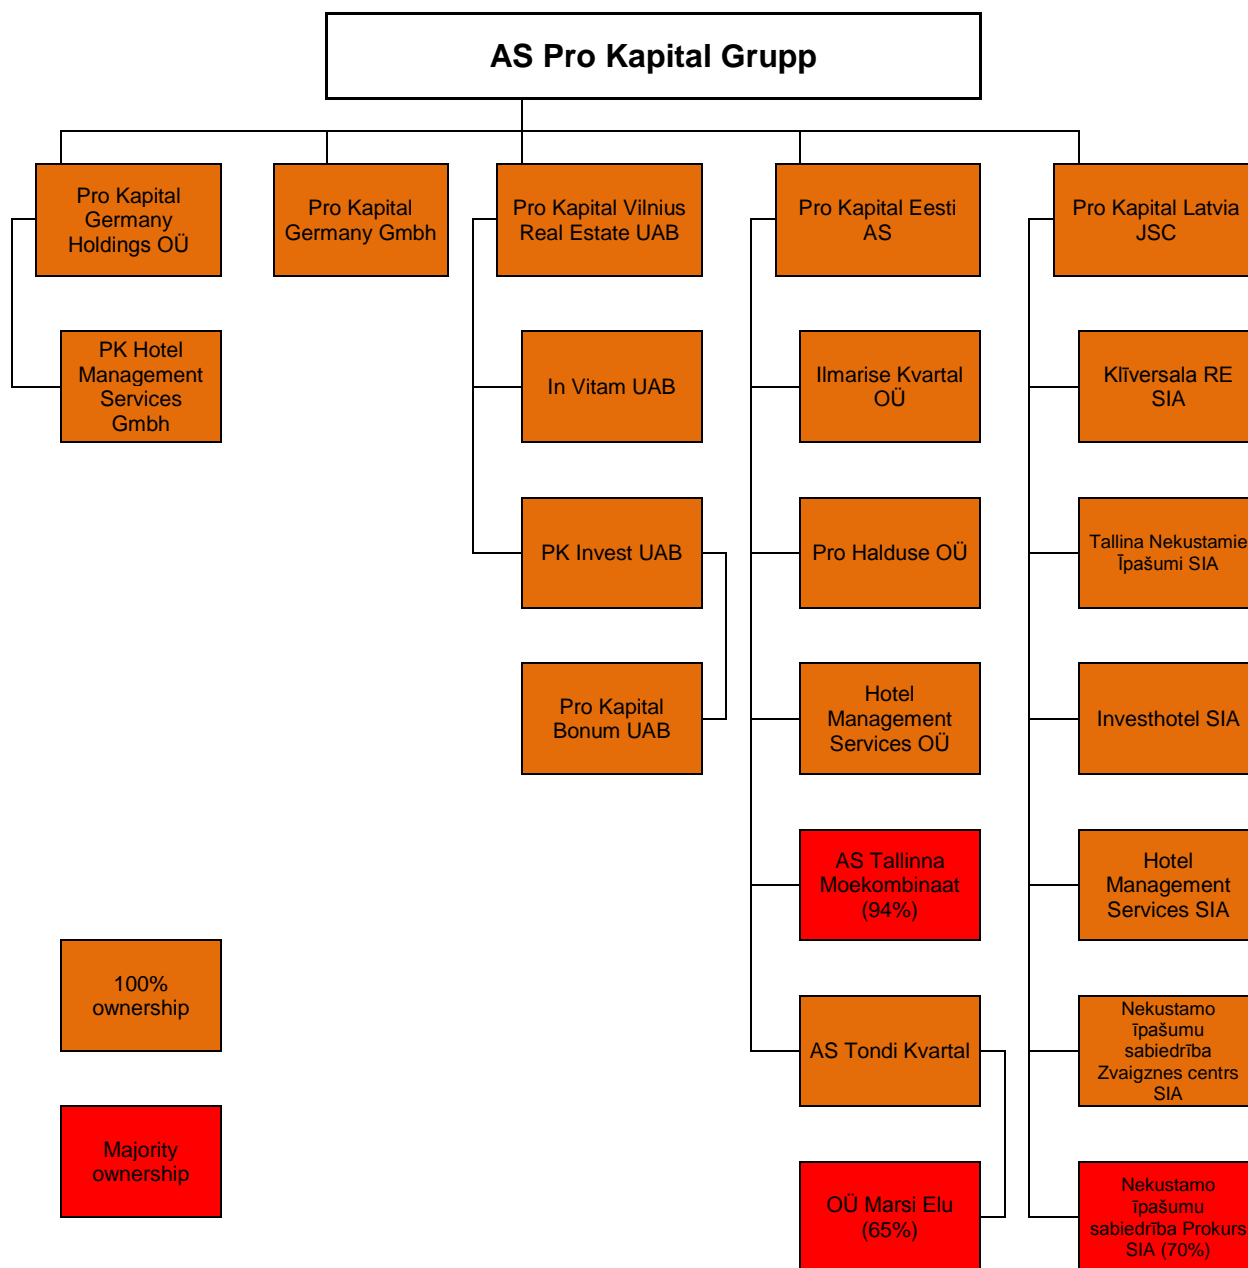 AS Pro Kapital Grupp
Pro Kapital
Germany
Holdings OÜ
Pro Kapital
Germany Gmbh
Pro Kapital Vilnius
Real Estate UAB
Pro Kapital Eesti
AS
Pro Kapital Latvia
JSC
PK Hotel
Management
Services
Gmbh
In Vitam UAB
Ilmarise Kvartal
OÜ
Klīversala RE
SIA
PK Invest UAB
Pro Halduse OÜ
Tallina Nekustamie
Īpašumi SIA
Pro Kapital
Bonum UAB
Hotel
Management
Services OÜ
Investhotel SIA
AS Tallinna
Moekombinaat
(94%)
Hotel
Management
Services SIA
100%
ownership
AS Tondi Kvartal
Nekustamo
īpašumu
sabiedrība
Zvaigznes centrs
SIA
Majority
ownership
OÜ Marsi Elu
(65%)
Nekustamo
īpašumu
sabiedrība Prokurs
SIA (70%)